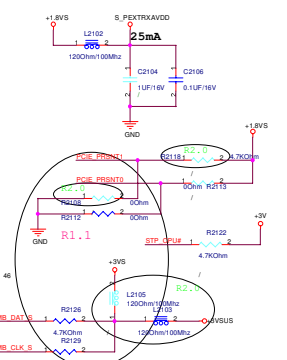 +1.8VS
S_PEXTRXAVDD
L2102
25mA
120Ohm/100Mhz
C2104
1UF/16V
C2106
0.1UF/16V
GND
+1.8VS
PCIE_PRSNT1
R2.0
R2118
4.7KOhm
PCIE_PRSNT0
R2.0
R2108
0Ohm
0Ohm
R2113
R2112
0Ohm
GND
R1.1
+3V
R2122
STP_CPU#
4.7KOhm
+3VS
46
L2105
120Ohm/100Mhz
L2103
+3VSUS
MB_DAT_S
R2126
4.7KOhm
120Ohm/100Mhz
R2129
MB_CLK_S